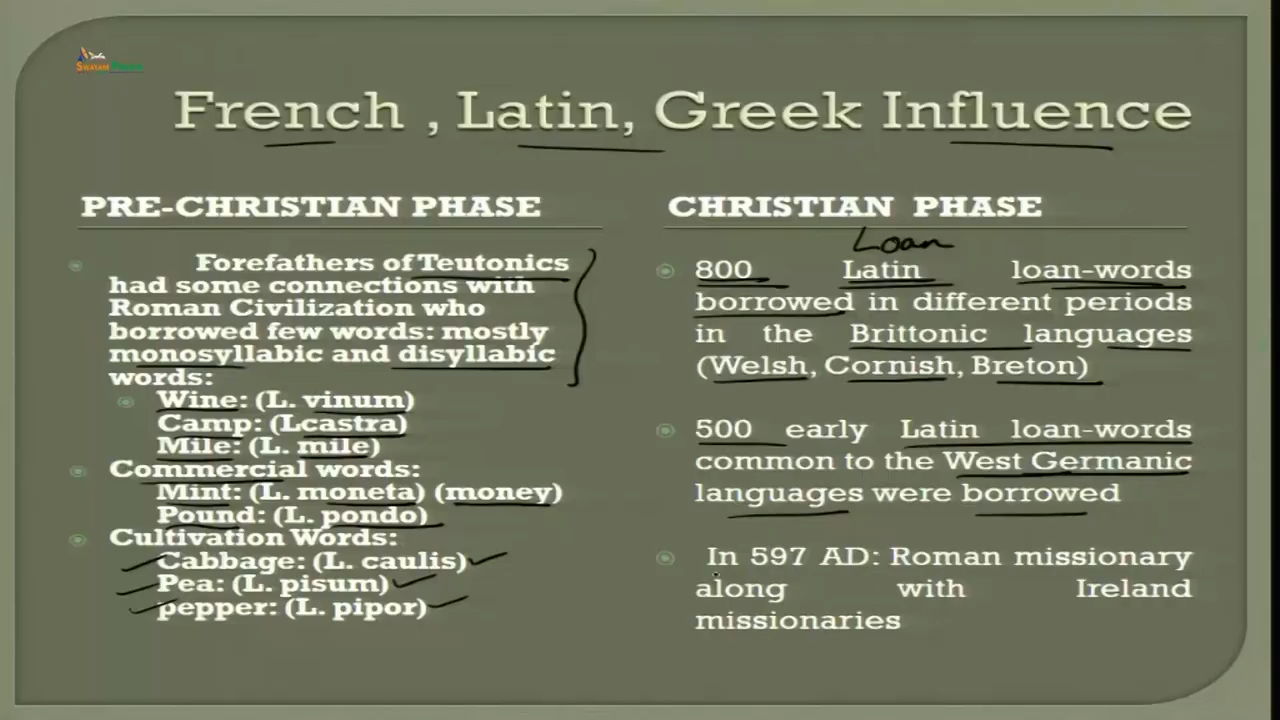 French , Latin, Greek Influence
PRE-CHRISTIAN PHASE
Forefathers of Teutonics
had some connections with
Roman Civilization who
borrowed few words: mostly
monosyllabic and disyllabic
words:
Wine: (L. vinum)
Camp: (Lcastra)
Mile: (L. mile)
Commercial words:
Mint: (L. moneta) (money)
Pound: (L. pondo)
Cultivation Words:
Cabbage: (L. caulis)
Pea: (L. pisum)
pepper: (L. pipor)
CHRISTIAN PHASE
Loan
800 Latin loan-words
borrowed in different periods
in the Brittonic languages
(Welsh, Cornish, Breton)
500 early Latin loan-words
common to the West Germanic
languages were borrowed
In 597 AD: Roman missionary
along with Ireland
missionaries